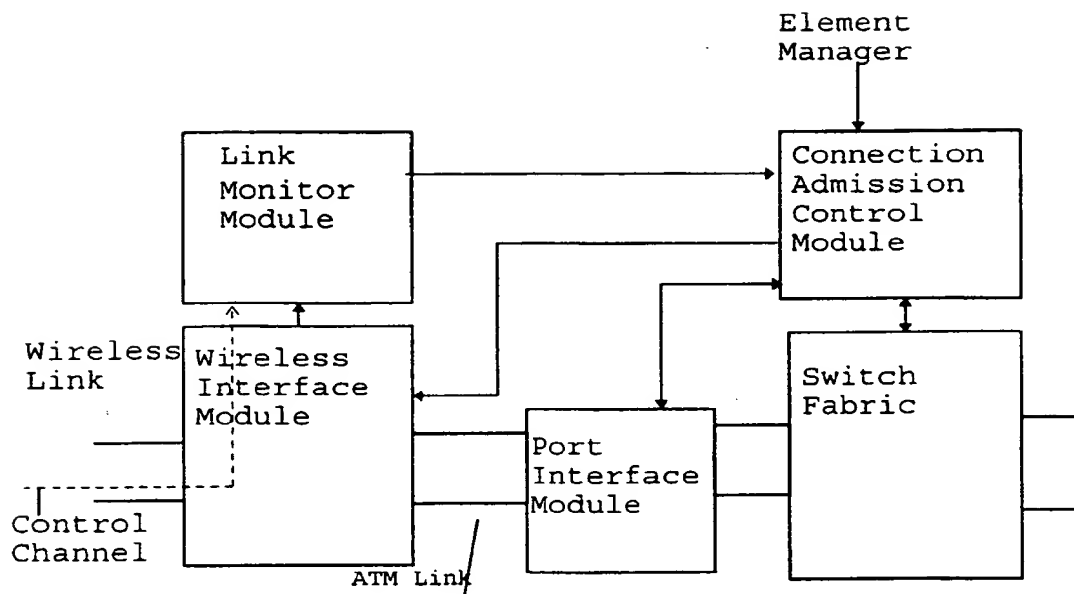 Element
Manager
Link
Monitor
Module
Connection
Admission
Control
Module
Wireless
Link
Wireless
Interface
Module
Switch
Fabric
Port
Interface
Module
Control
Channel
ATM Link